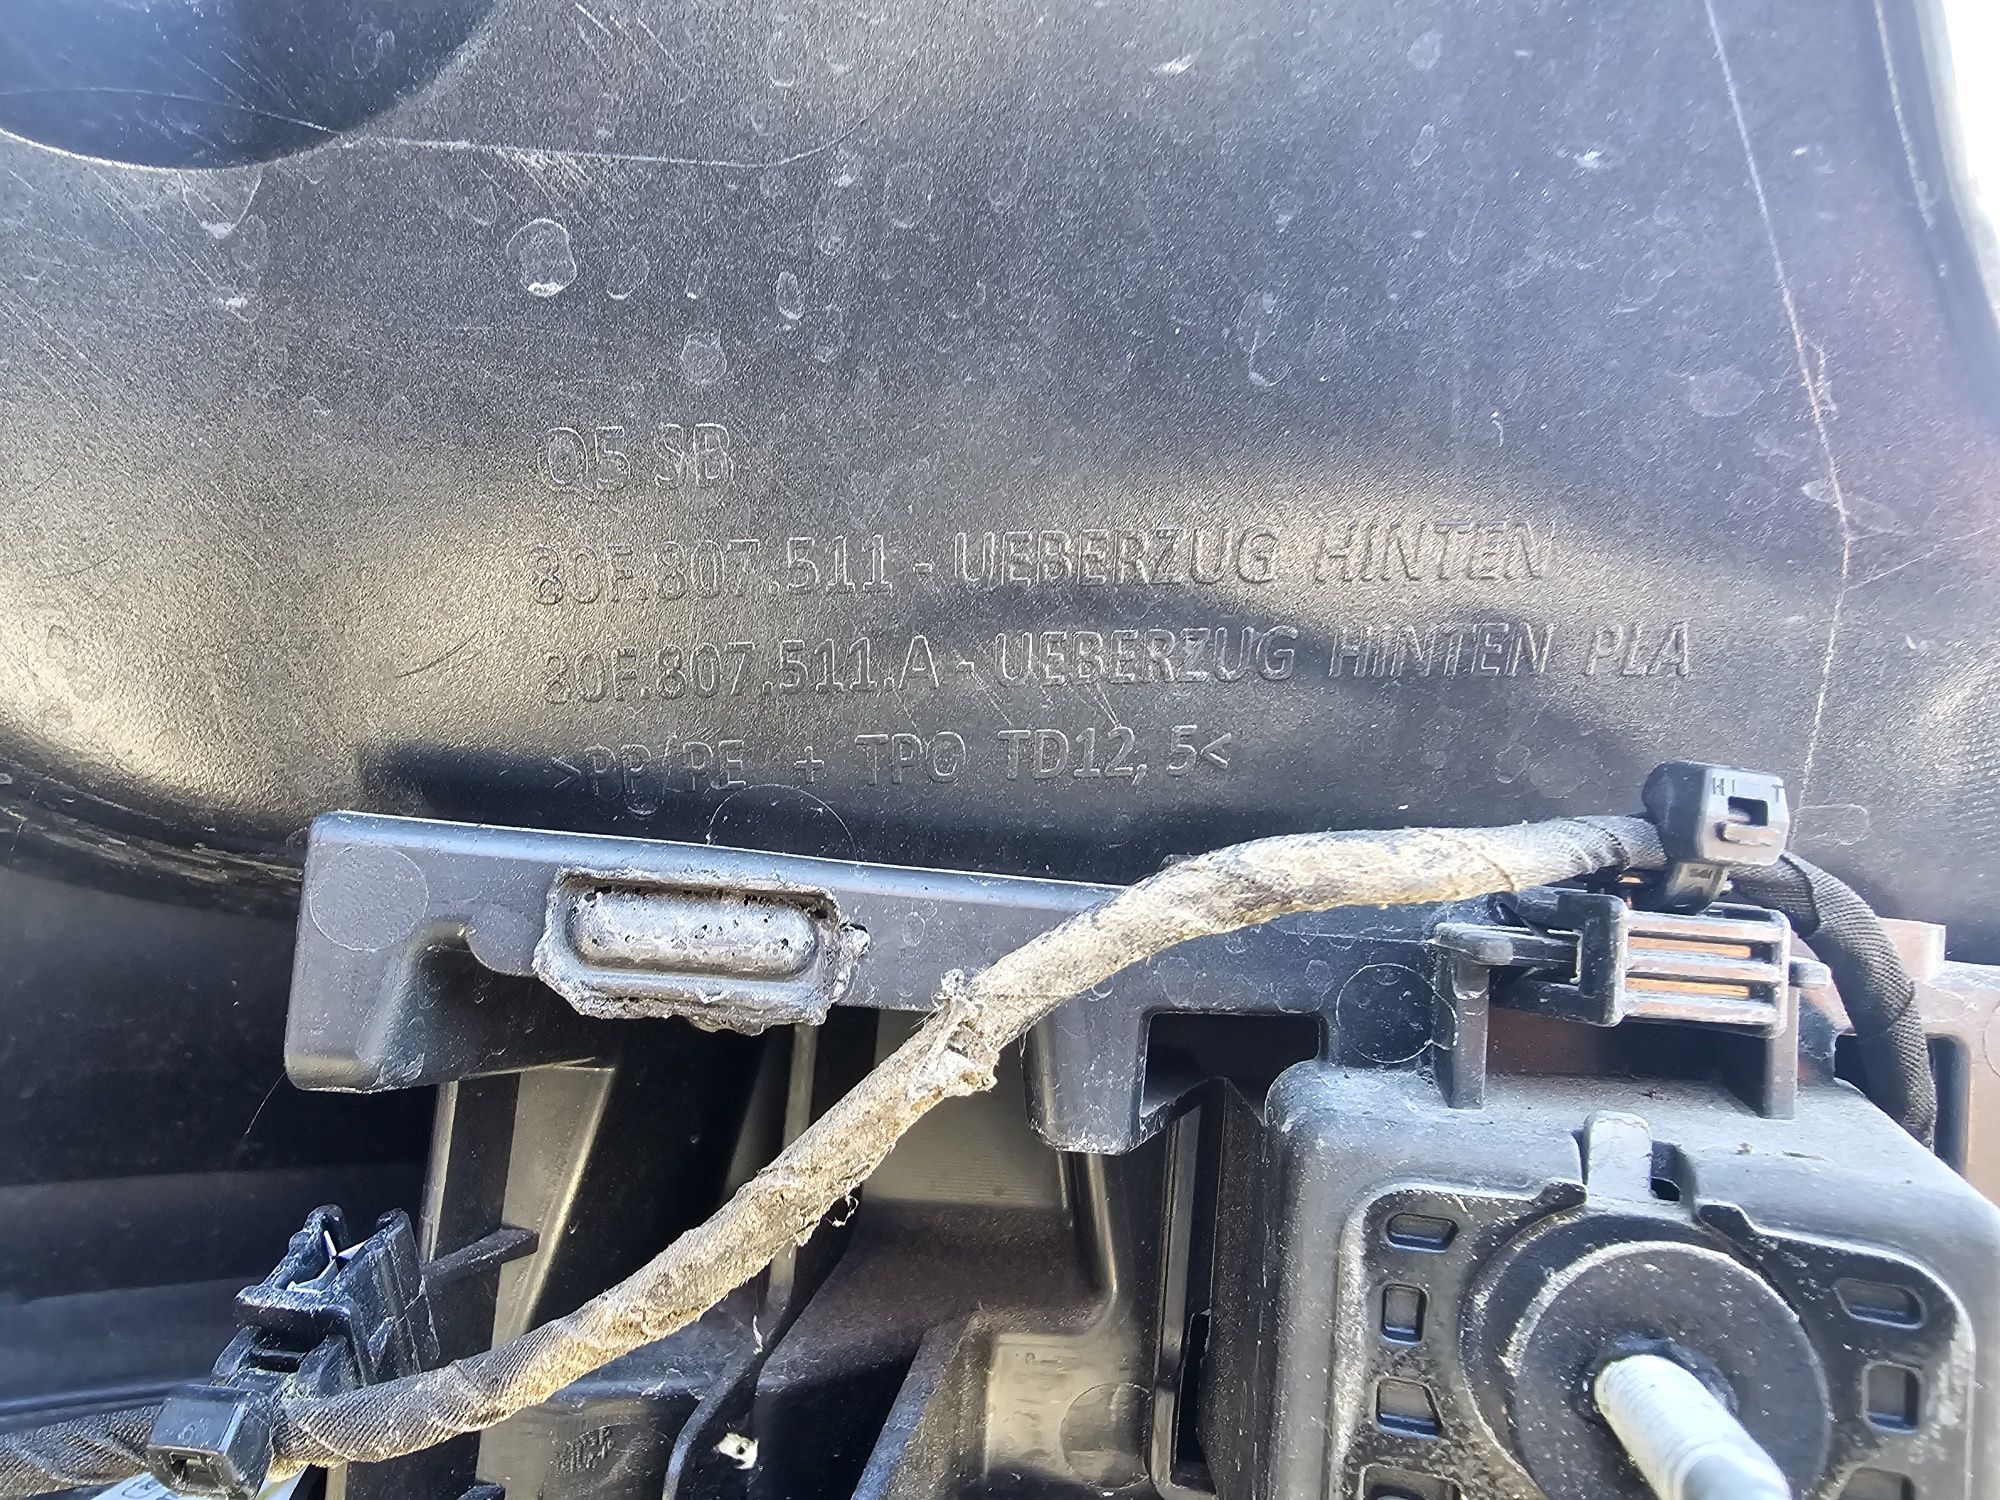 Q5 SB
80F.807.511 - UEBERZUG HINTEN
80F.807.511.A - UEBERZUG HINTEN PLA
>PP/PE + TPO TD12,5<